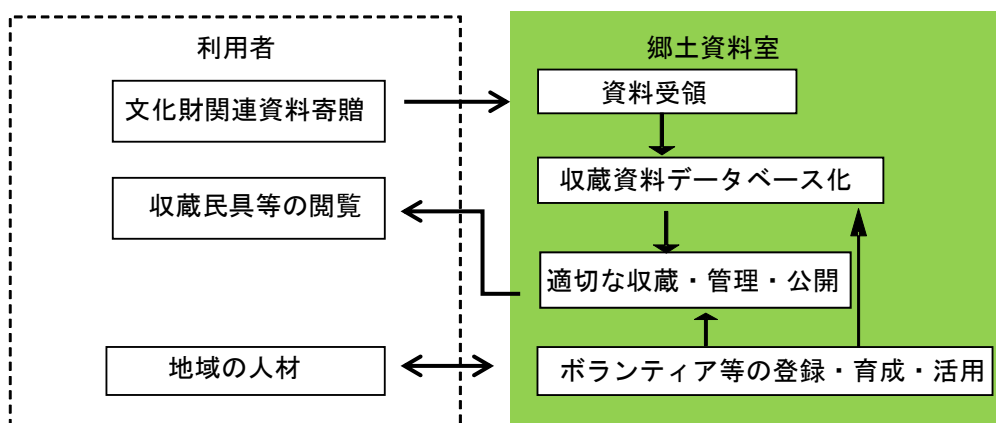 利用者
文化財関連資料寄贈
収蔵民具等の閲覧
地域の人材
郷土資料室
資料受領
収蔵資料データベース化
適切な収蔵・管理・公開
ボランティア等の登録・育成・活用